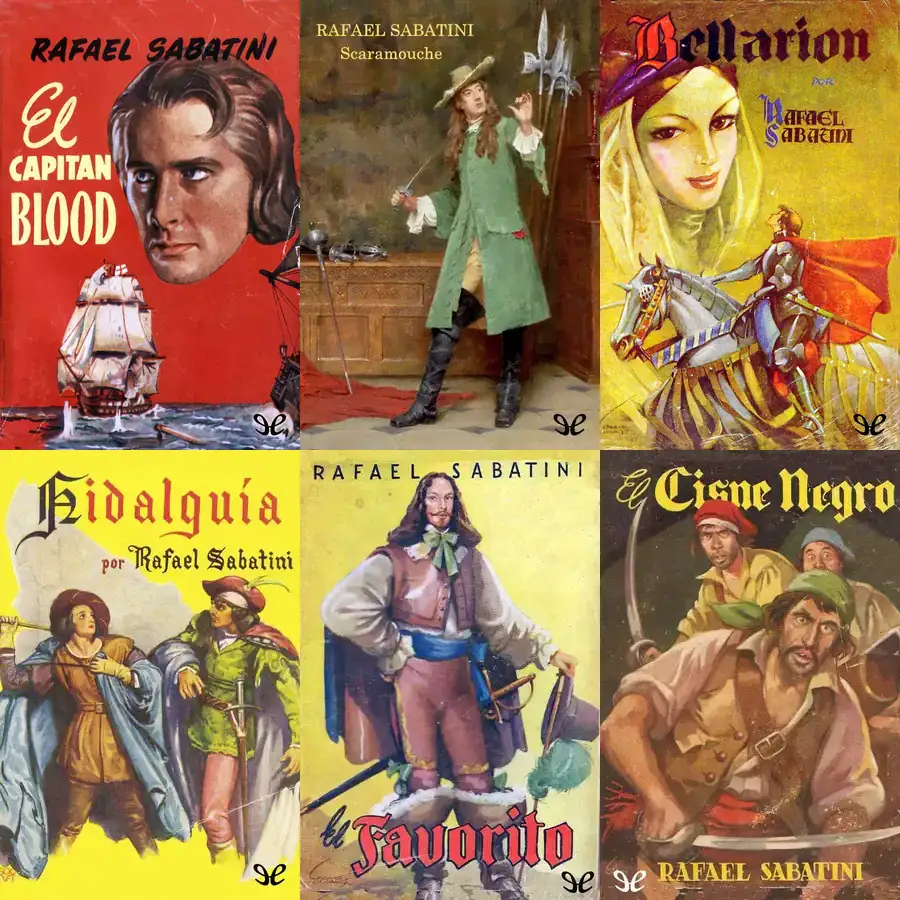 RAFAEL SABATINI
El
CAPITAN
BLOOD
RAFAEL SABATINI
Scaramouche
Bellarion
POR
RAFAEL
SABATINI
Hidalguía
por Rafael Sabatini
RAFAEL SABATINI
El
Favorito
El Cisne Negro
RAFAEL SABATINI